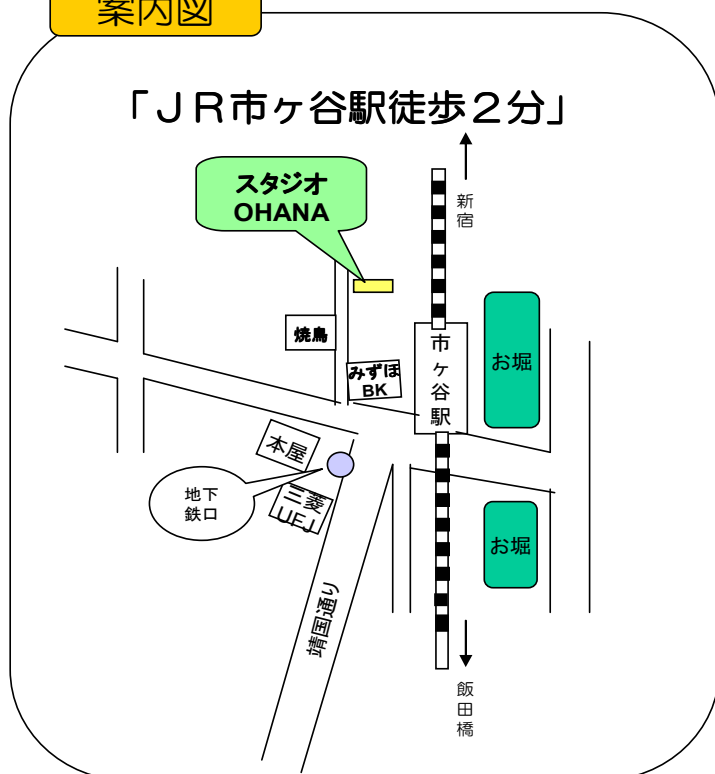 案内図
「ＪＲ市ヶ谷駅徒歩２分」
新宿
スタジオ
OHANA
焼鳥
みずほ
BK
市ヶ谷駅
お堀
本屋
地下
鉄口
三菱
UFJ
お堀
靖国通り
飯田橋